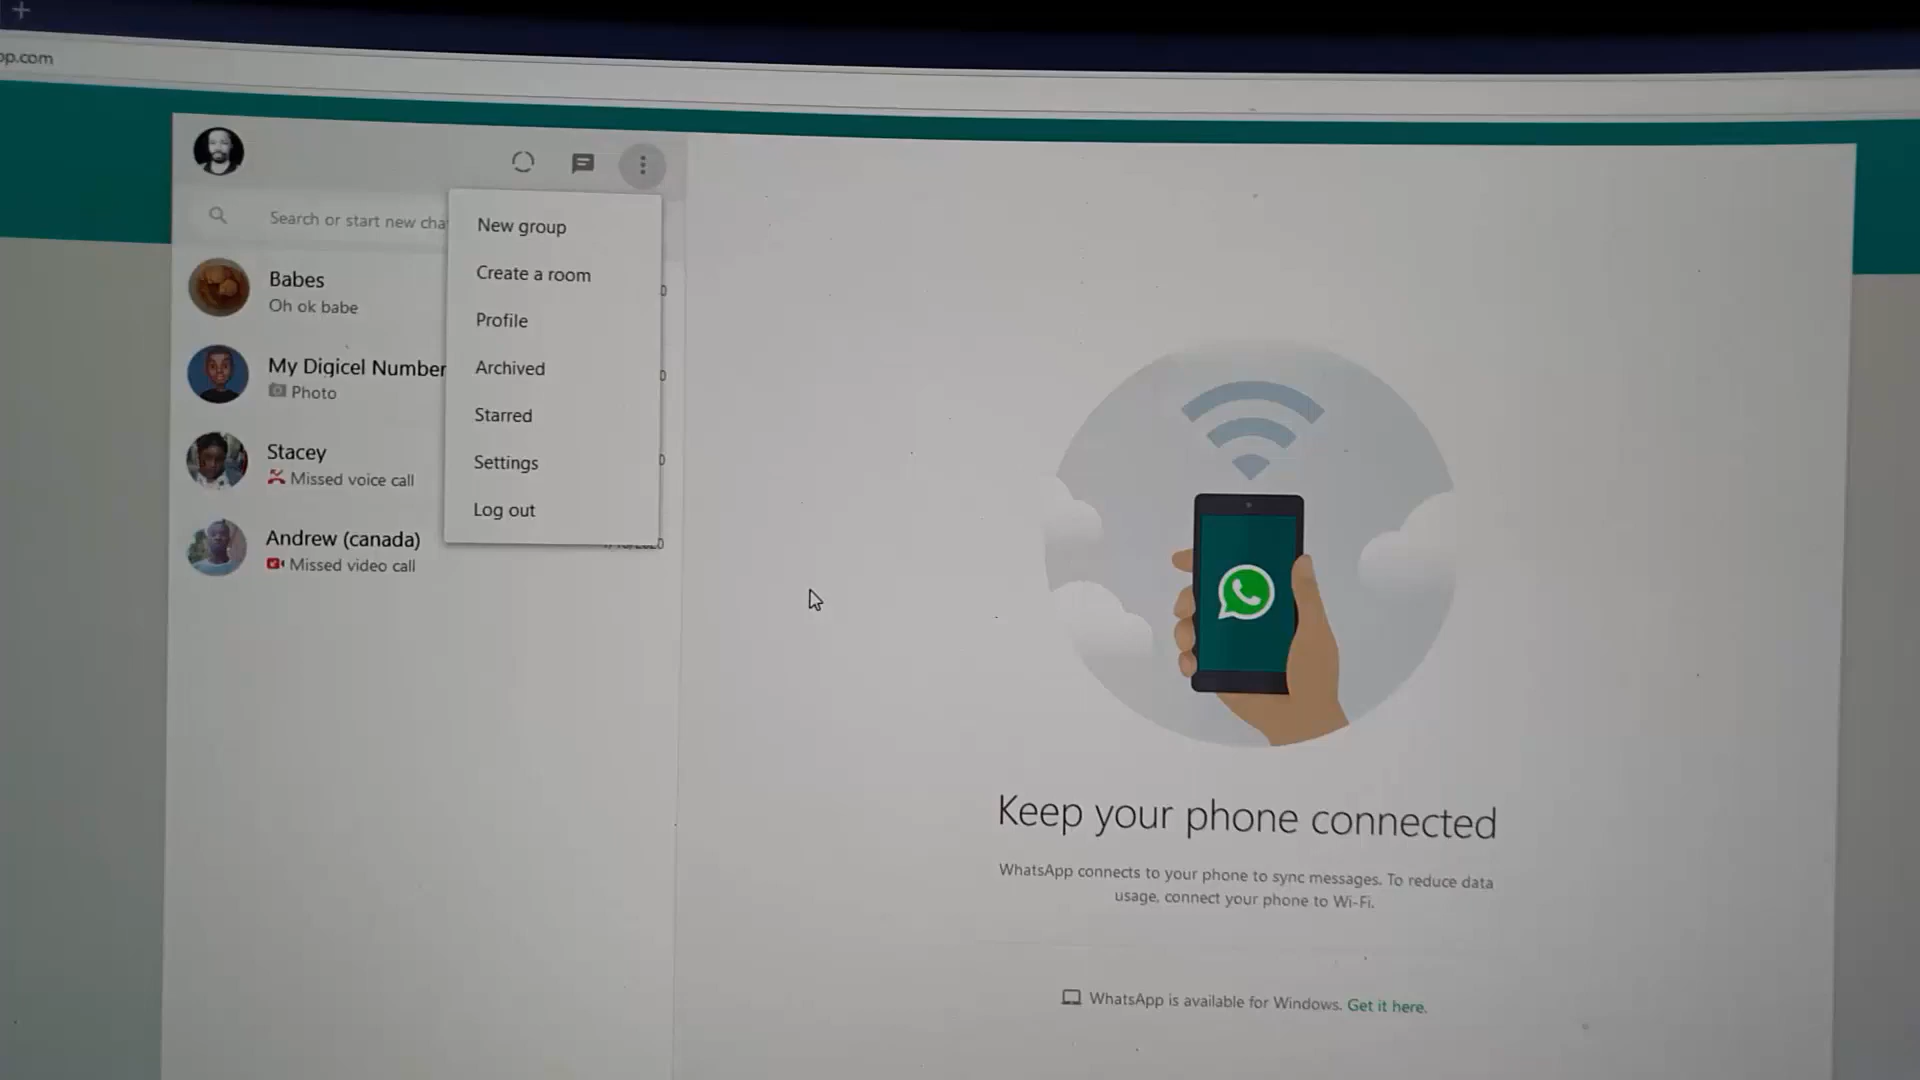 pp.com
Search or start new cha
New group
Create a room
Profile
Archived
Starred
Settings
Log out
Babes
Oh ok babe
My Digicel Number
Photo
Stacey
Missed voice call
Andrew (canada)
Missed video call
Keep your phone connected
WhatsApp connects to your phone to sync messages. To reduce data
usage, connect your phone to Wi-Fi.
WhatsApp is available for Windows. Get it here.